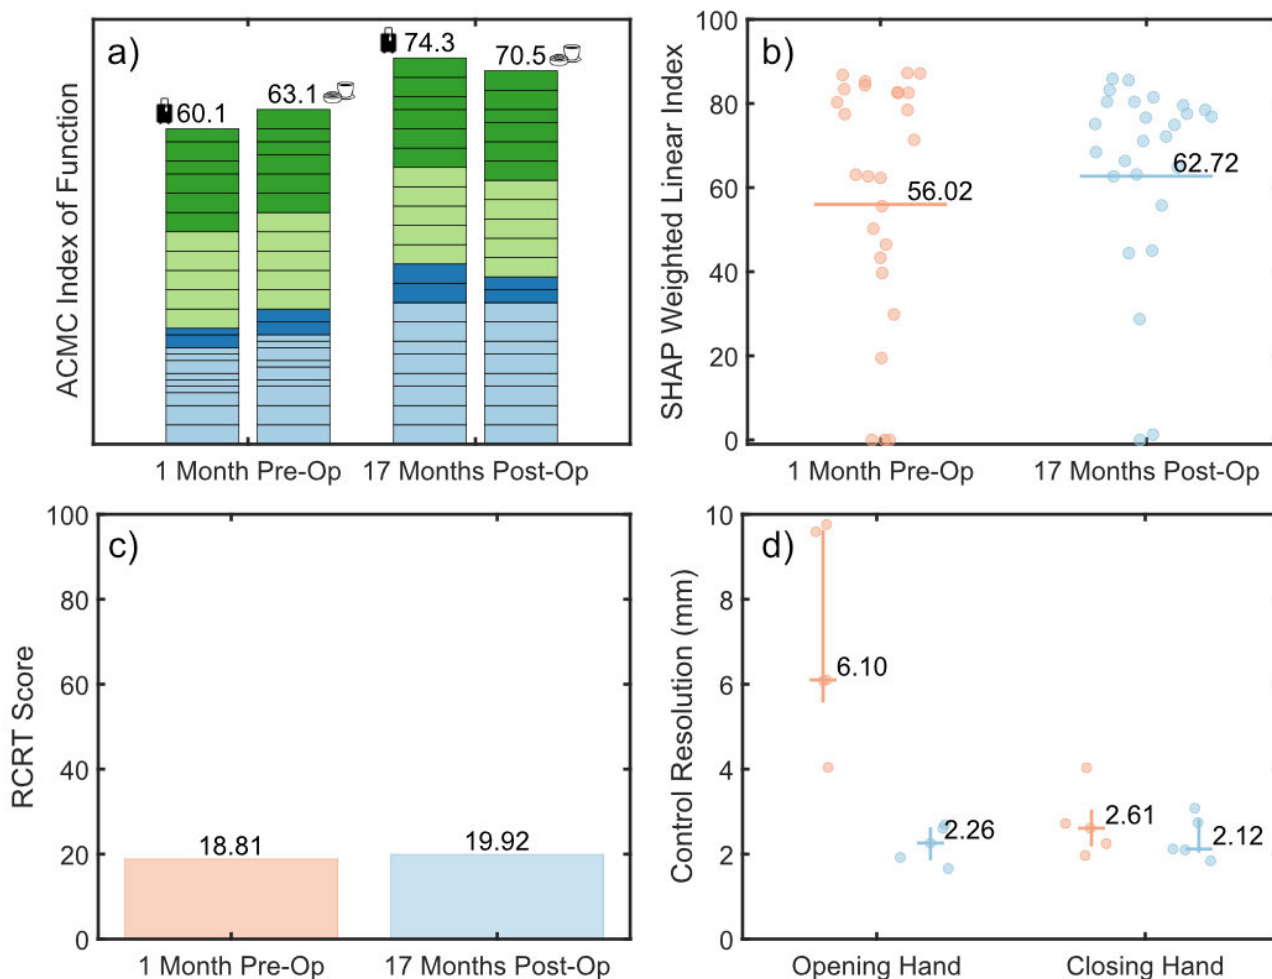 a)
ACMC Index of Function
60.1
63.1
74.3
70.5
1 Month Pre-Op
17 Months Post-Op
b)
SHAP Weighted Linear Index
100
80
60
40
20
0
56.02
62.72
1 Month Pre-Op
17 Months Post-Op
c)
RCRT Score
100
80
60
40
20
0
18.81
19.92
1 Month Pre-Op
17 Months Post-Op
d)
Control Resolution (mm)
10
8
6
4
2
0
6.10
2.26
2.61
2.12
Opening Hand
Closing Hand